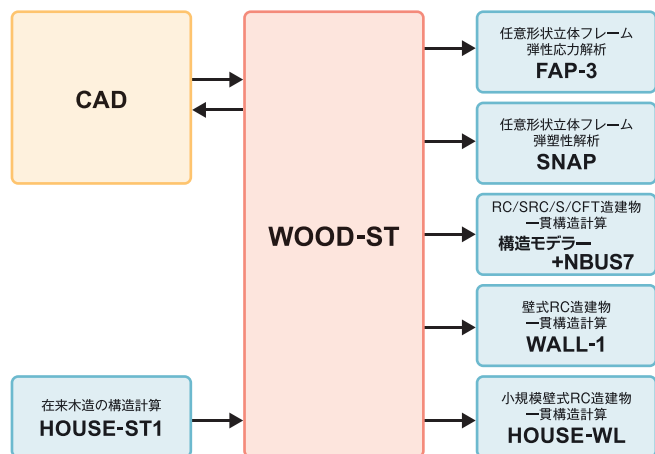 CAD
WOOD-ST
在来木造の構造計算
HOUSE-ST1
任意形状立体フレーム
弾性応力解析
FAP-3
任意形状立体フレーム
弾塑性解析
SNAP
RC/SRC/S/CFT造建物
一貫構造計算
構造モデラー
+NBUS7
壁式RC造建物
一貫構造計算
WALL-1
小規模壁式RC造建物
一貫構造計算
HOUSE-WL